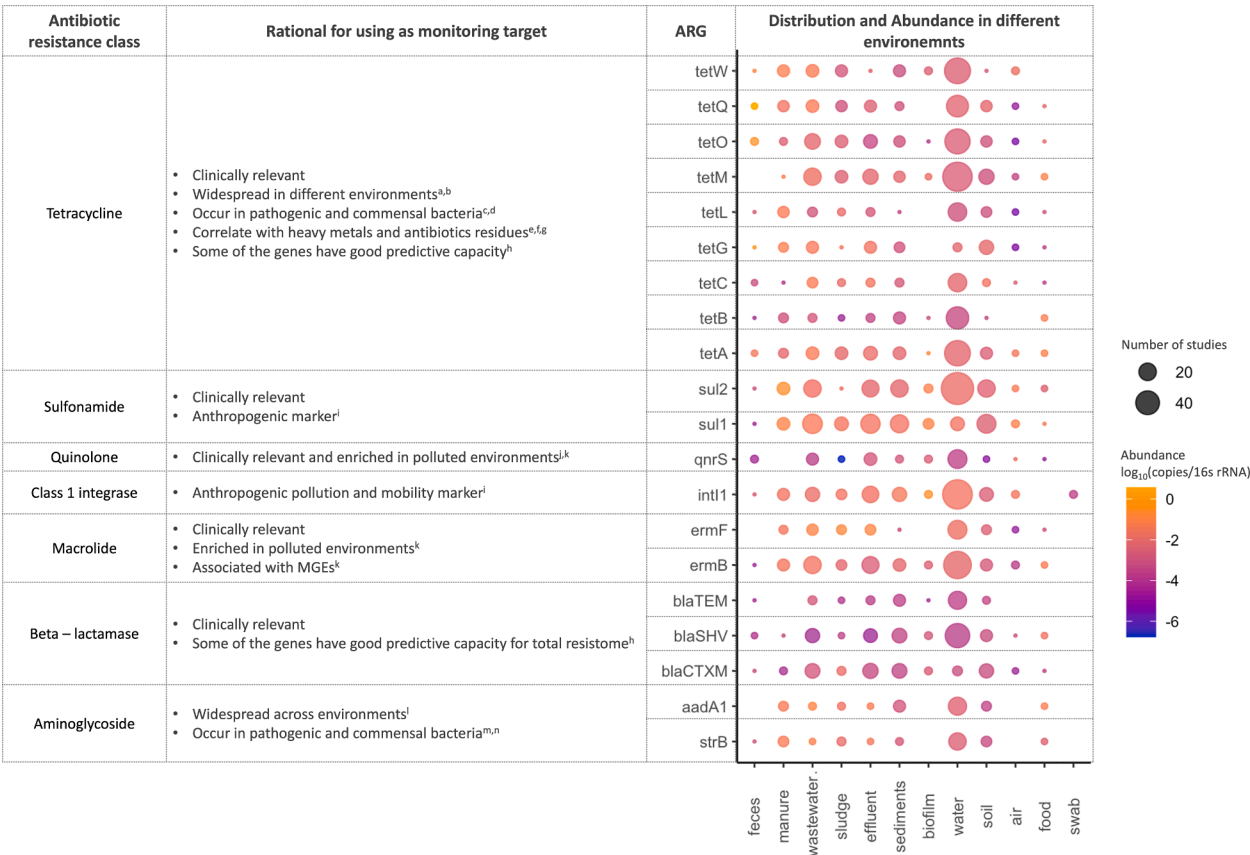 Antibiotic
resistance class
Rational for using as monitoring target
ARG
Distribution and Abundance in different
environemnts
Tetracycline
• Clinically relevant
• Widespread in different environmentsᵃ,ᵇ
• Occur in pathogenic and commensal bacteriaᶜ,ᵈ
• Correlate with heavy metals and antibiotics residuesᵉ,ᶠ,ᵍ
• Some of the genes have good predictive capacityʰ
tetW
tetQ
tetO
tetM
tetL
tetG
tetC
tetB
tetA
Sulfonamide
• Clinically relevant
• Anthropogenic markerⁱ
sul2
sul1
Quinolone
• Clinically relevant and enriched in polluted environmentsʲ,ᵏ
qnrS
Class 1 integrase
• Anthropogenic pollution and mobility markerⁱ
intI1
Macrolide
• Clinically relevant
• Enriched in polluted environmentsᵏ
• Associated with MGEsᵏ
ermF
ermB
Beta – lactamase
• Clinically relevant
• Some of the genes have good predictive capacity for total resistomeʰ
blaTEM
blaSHV
blaCTXM
Aminoglycoside
• Widespread across environmentsˡ
• Occur in pathogenic and commensal bacteriaᵐ,ⁿ
aadA1
strB
feces
manure
wastewater.
sludge
effluent
sediments
biofilm
water
soil
air
food
swab
Number of studies
20
40
Abundance
log₁₀(copies/16s rRNA)
0
-2
-4
-6